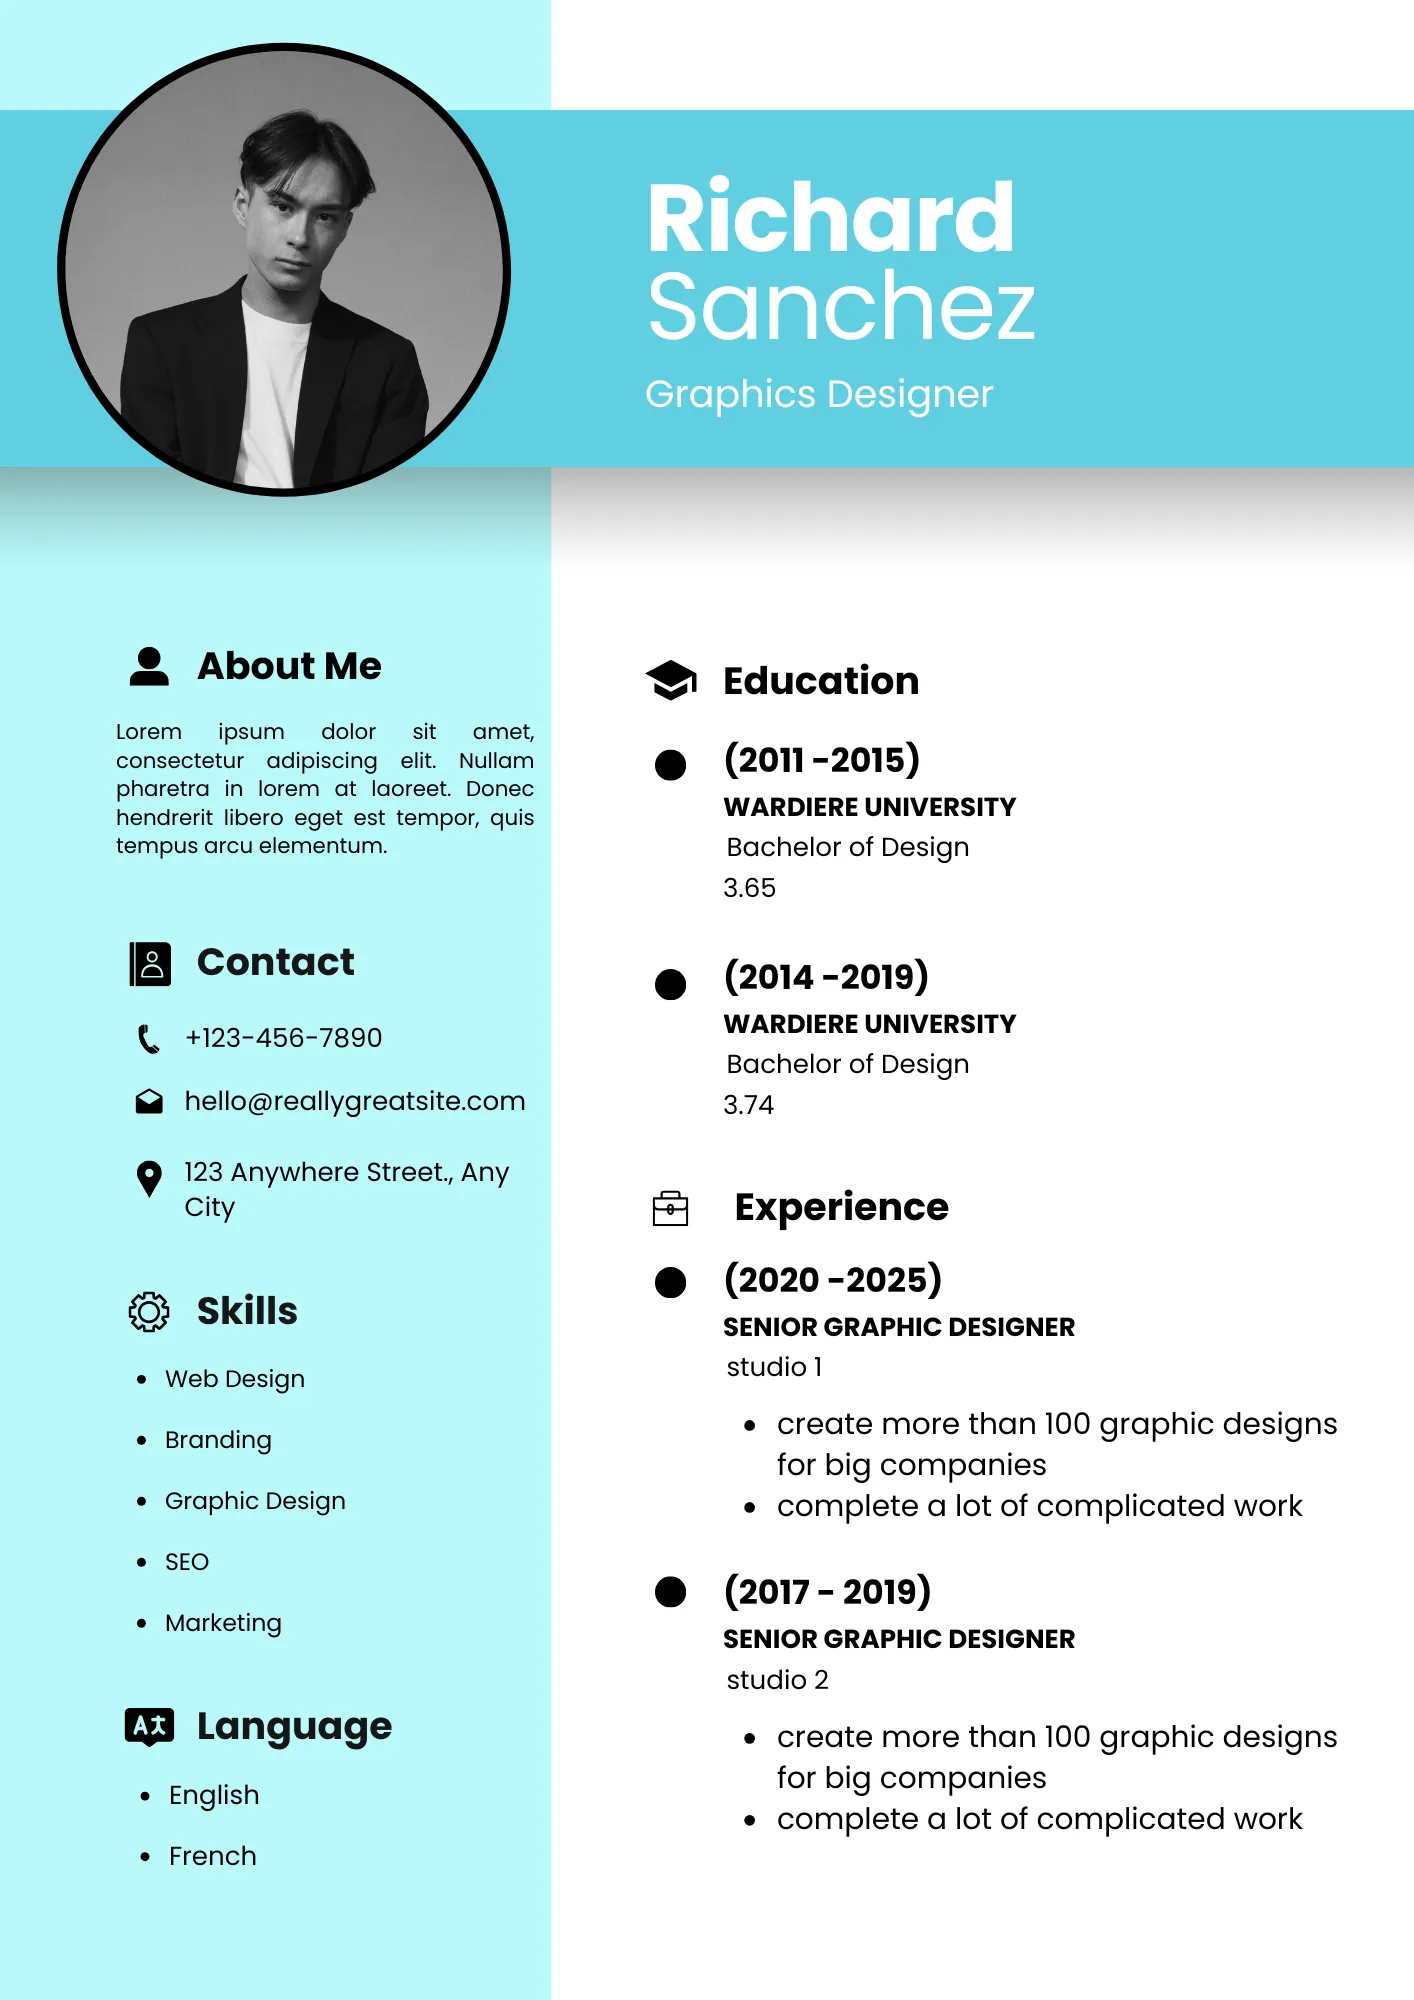 Richard
Sanchez
Graphics Designer
About Me
Lorem ipsum dolor sit amet,
consectetur adipiscing elit. Nullam
pharetra in lorem at laoreet. Donec
hendrerit libero eget est tempor, quis
tempus arcu elementum.
Contact
+123-456-7890
hello@reallygreatsite.com
123 Anywhere Street., Any
City
Skills
• Web Design
• Branding
• Graphic Design
• SEO
• Marketing
Language
• English
• French
Education
(2011 -2015)
WARDIERE UNIVERSITY
Bachelor of Design
3.65
(2014 -2019)
WARDIERE UNIVERSITY
Bachelor of Design
3.74
Experience
(2020 -2025)
SENIOR GRAPHIC DESIGNER
studio 1
• create more than 100 graphic designs
for big companies
• complete a lot of complicated work
(2017 - 2019)
SENIOR GRAPHIC DESIGNER
studio 2
• create more than 100 graphic designs
for big companies
• complete a lot of complicated work